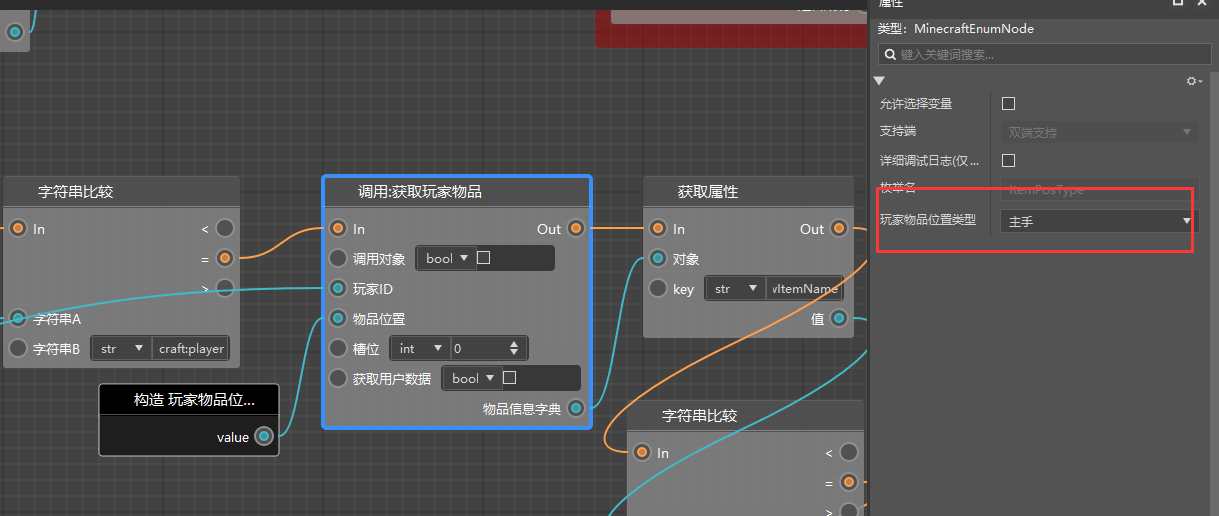 属性
类型：MinecraftEnumNode
键入关键词搜索...
允许选择变量
支持端
双端支持
详细调试日志(仅...
枚举名
ItemPosType
玩家物品位置类型
主手
字符串比较
In
<
=
>
字符串A
字符串B
str
craft:player
构造 玩家物品位...
value
调用:获取玩家物品
In
Out
调用对象
bool
玩家ID
物品位置
槽位
int
0
获取用户数据
bool
物品信息字典
获取属性
In
Out
对象
key
str
vItemName
值
字符串比较
In
<
=
>